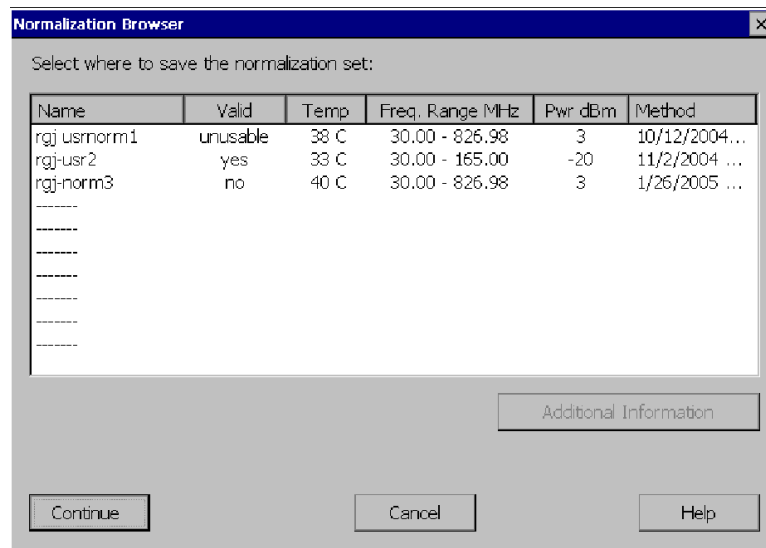 Normalization Browser
Select where to save the normalization set:
Name Valid Temp Freq. Range MHz Pwr dBm Method
rgj usrnorm1 unusable 38 C 30.00 - 826.98 3 10/12/2004...
rgj-usr2 yes 33 C 30.00 - 165.00 -20 11/2/2004 ...
rgj-norm3 no 40 C 30.00 - 826.98 3 1/26/2005 ...
-------
-------
-------
-------
-------
-------
-------
Additional Information
Continue Cancel Help